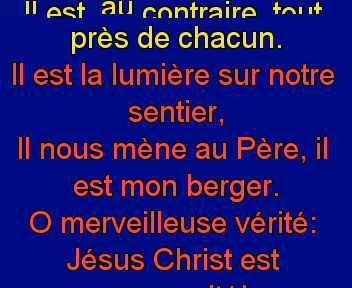 Il est, au contraire, tout
près de chacun.
Il est la lumière sur notre
sentier,
Il nous mène au Père, il
est mon berger.
O merveilleuse vérité:
Jésus Christ est